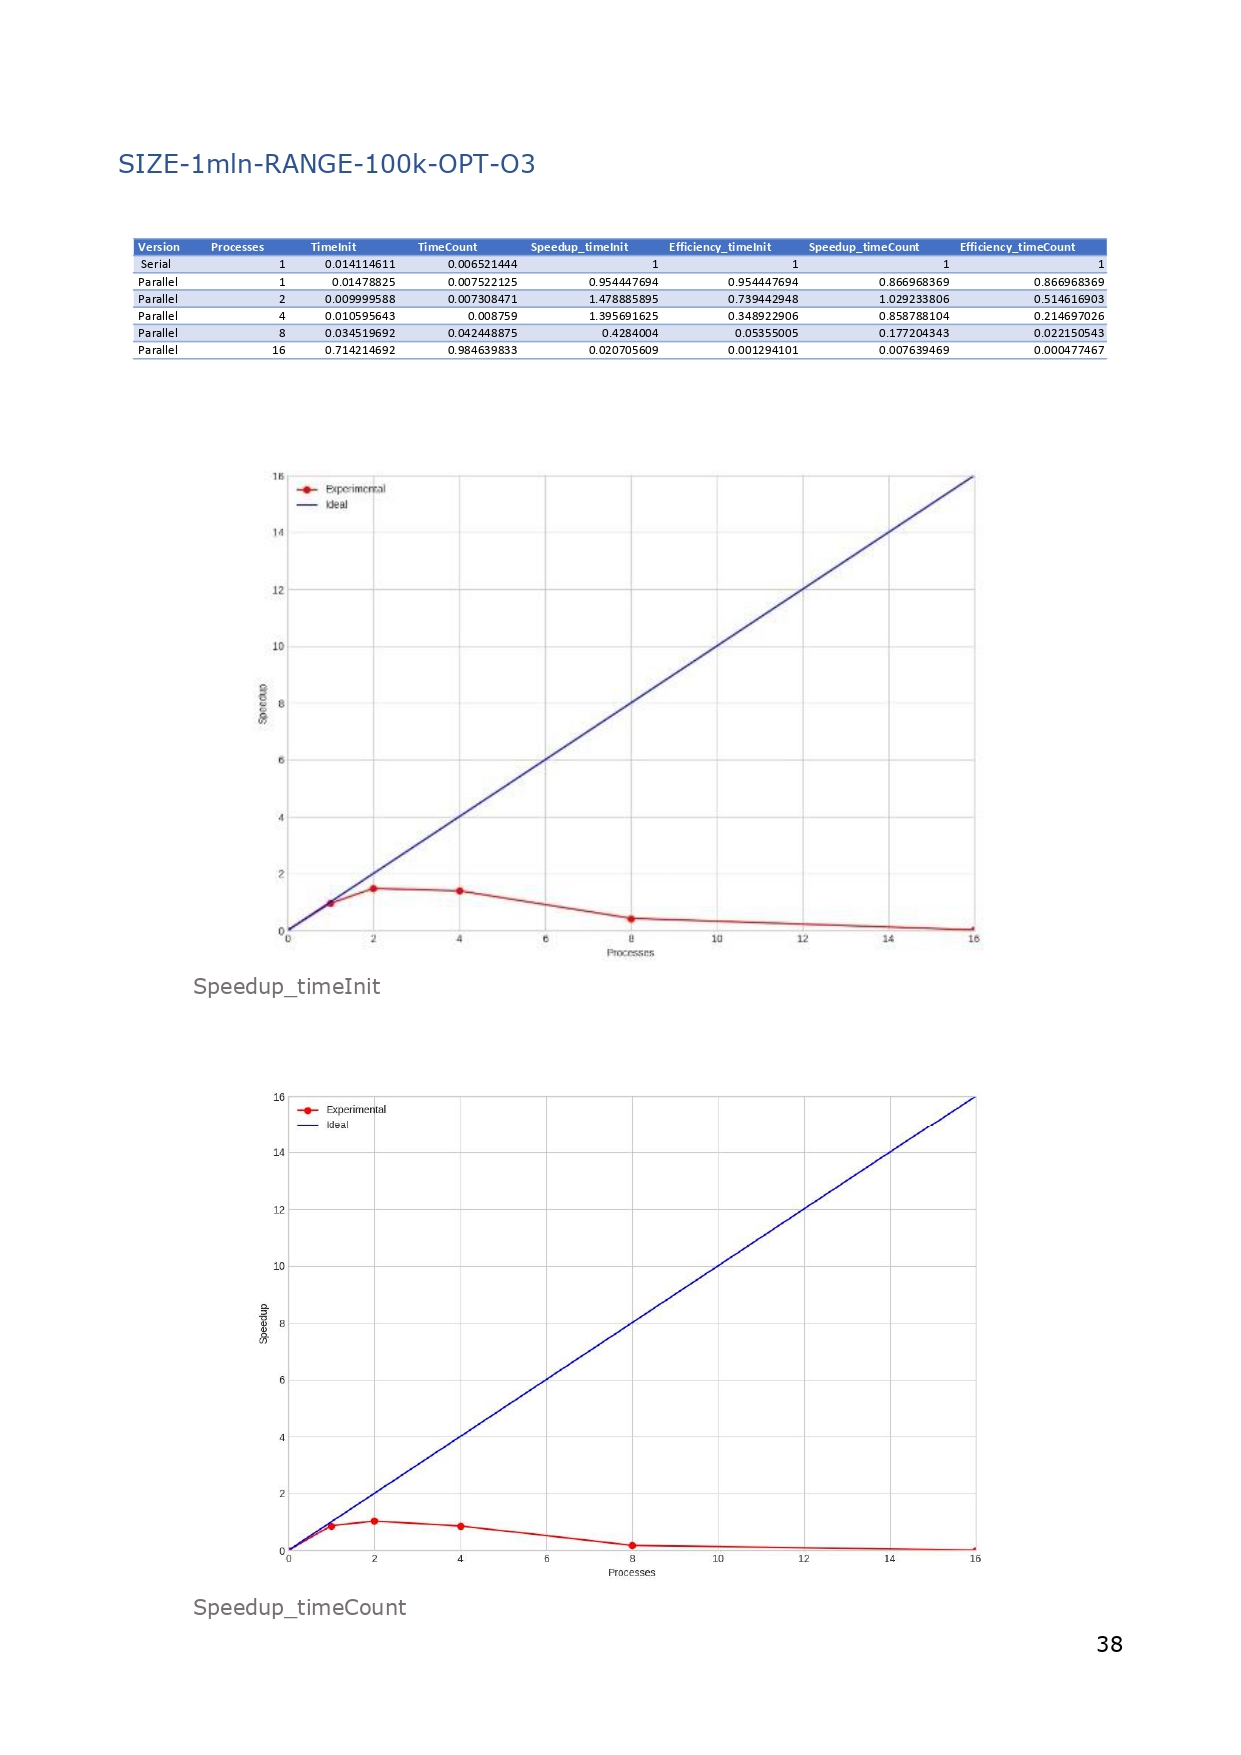 SIZE-1mln-RANGE-100k-OPT-O3
Version Processes TimeInit TimeCount Speedup_timeInit Efficiency_timeInit Speedup_timeCount Efficiency_timeCount
Serial 1 0.014114611 0.006521444 1 1 1 1
Parallel 1 0.01478825 0.007522125 0.954447694 0.954447694 0.866968369 0.866968369
Parallel 2 0.009999588 0.007308471 1.478885895 0.739442948 1.029233806 0.514616903
Parallel 4 0.010595643 0.008759 1.395691625 0.348922906 0.858788104 0.214697026
Parallel 8 0.034519692 0.042448875 0.4284004 0.05355005 0.177204343 0.022150543
Parallel 16 0.714214692 0.984639833 0.020705609 0.001294101 0.007639469 0.000477467
16
Experimental
Ideal
14
12
10
Speedup
8
6
4
2
0
0 2 4 6 8 10 12 14 16
Processes
Speedup_timeInit
16
Experimental
Ideal
14
12
10
Speedup
8
6
4
2
0
0 2 4 6 8 10 12 14 16
Processes
Speedup_timeCount
38